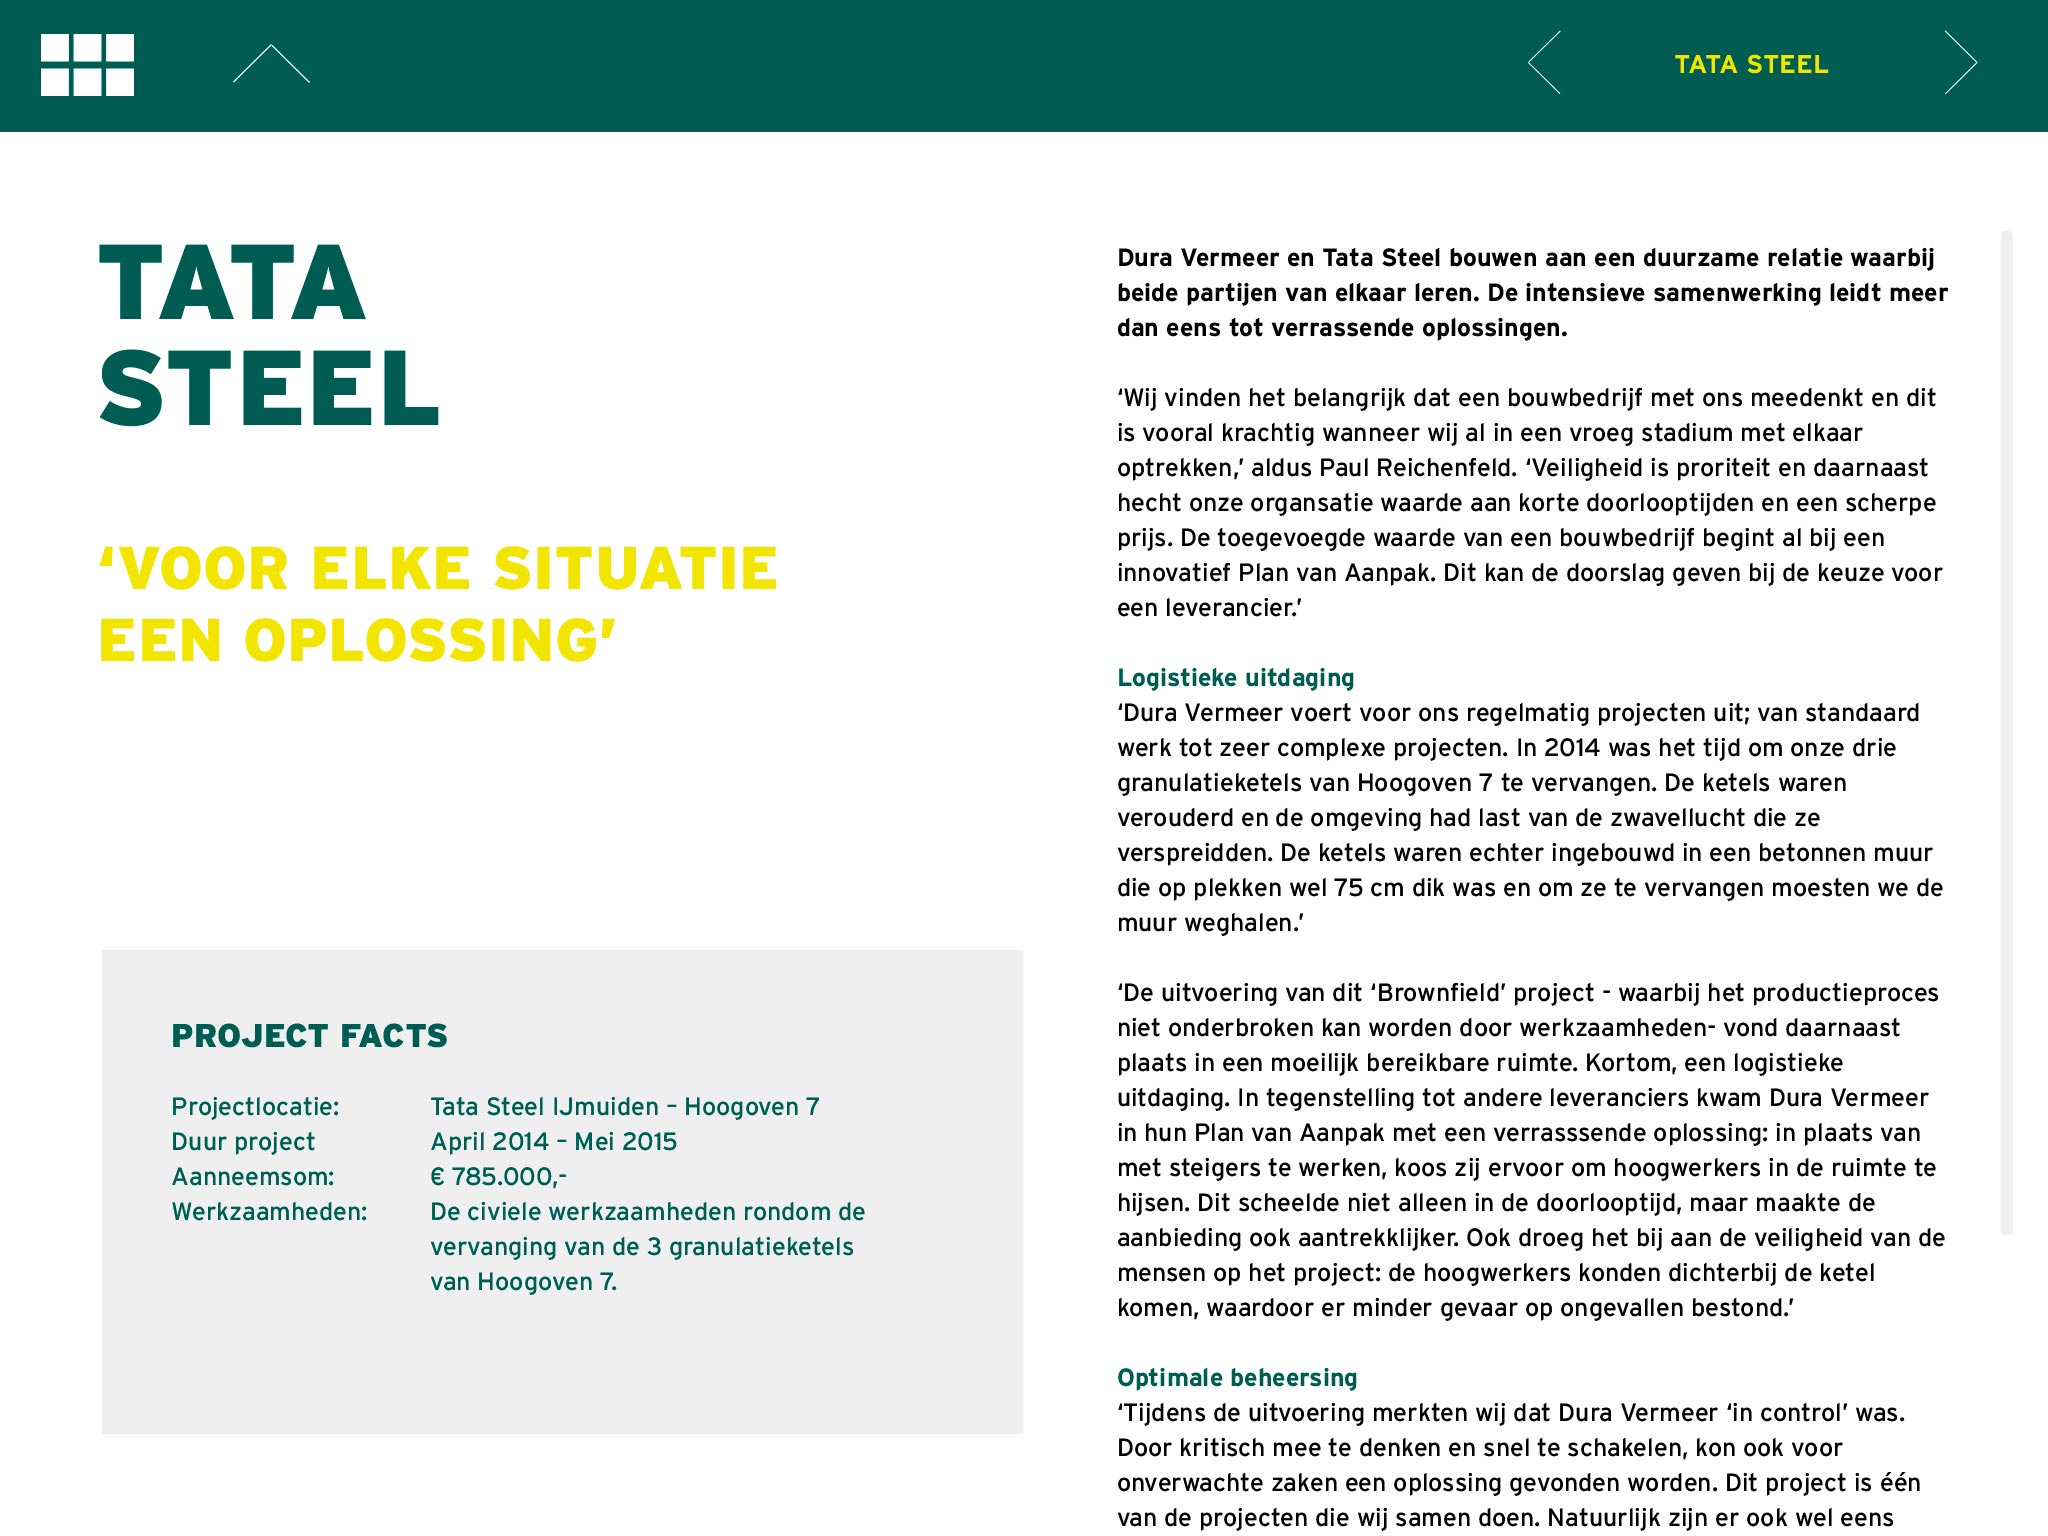 TATA STEEL
TATA
STEEL
‘VOOR ELKE SITUATIE
EEN OPLOSSING’
PROJECT FACTS
Projectlocatie: Tata Steel IJmuiden – Hoogoven 7
Duur project April 2014 – Mei 2015
Aanneemsom: € 785.000,-
Werkzaamheden: De civiele werkzaamheden rondom de
vervanging van de 3 granulatieketels
van Hoogoven 7.
Dura Vermeer en Tata Steel bouwen aan een duurzame relatie waarbij
beide partijen van elkaar leren. De intensieve samenwerking leidt meer
dan eens tot verrassende oplossingen.
‘Wij vinden het belangrijk dat een bouwbedrijf met ons meedenkt en dit
is vooral krachtig wanneer wij al in een vroeg stadium met elkaar
optrekken,’ aldus Paul Reichenfeld. ‘Veiligheid is proriteit en daarnaast
hecht onze organsatie waarde aan korte doorlooptijden en een scherpe
prijs. De toegevoegde waarde van een bouwbedrijf begint al bij een
innovatief Plan van Aanpak. Dit kan de doorslag geven bij de keuze voor
een leverancier.’
Logistieke uitdaging
‘Dura Vermeer voert voor ons regelmatig projecten uit; van standaard
werk tot zeer complexe projecten. In 2014 was het tijd om onze drie
granulatieketels van Hoogoven 7 te vervangen. De ketels waren
verouderd en de omgeving had last van de zwavellucht die ze
verspreidden. De ketels waren echter ingebouwd in een betonnen muur
die op plekken wel 75 cm dik was en om ze te vervangen moesten we de
muur weghalen.’
‘De uitvoering van dit ‘Brownfield’ project - waarbij het productieproces
niet onderbroken kan worden door werkzaamheden- vond daarnaast
plaats in een moeilijk bereikbare ruimte. Kortom, een logistieke
uitdaging. In tegenstelling tot andere leveranciers kwam Dura Vermeer
in hun Plan van Aanpak met een verrasssende oplossing: in plaats van
met steigers te werken, koos zij ervoor om hoogwerkers in de ruimte te
hijsen. Dit scheelde niet alleen in de doorlooptijd, maar maakte de
aanbieding ook aantrekklijker. Ook droeg het bij aan de veiligheid van de
mensen op het project: de hoogwerkers konden dichterbij de ketel
komen, waardoor er minder gevaar op ongevallen bestond.’
Optimale beheersing
‘Tijdens de uitvoering merkten wij dat Dura Vermeer ‘in control’ was.
Door kritisch mee te denken en snel te schakelen, kon ook voor
onverwachte zaken een oplossing gevonden worden. Dit project is één
van de projecten die wij samen doen. Natuurlijk zijn er ook wel eens